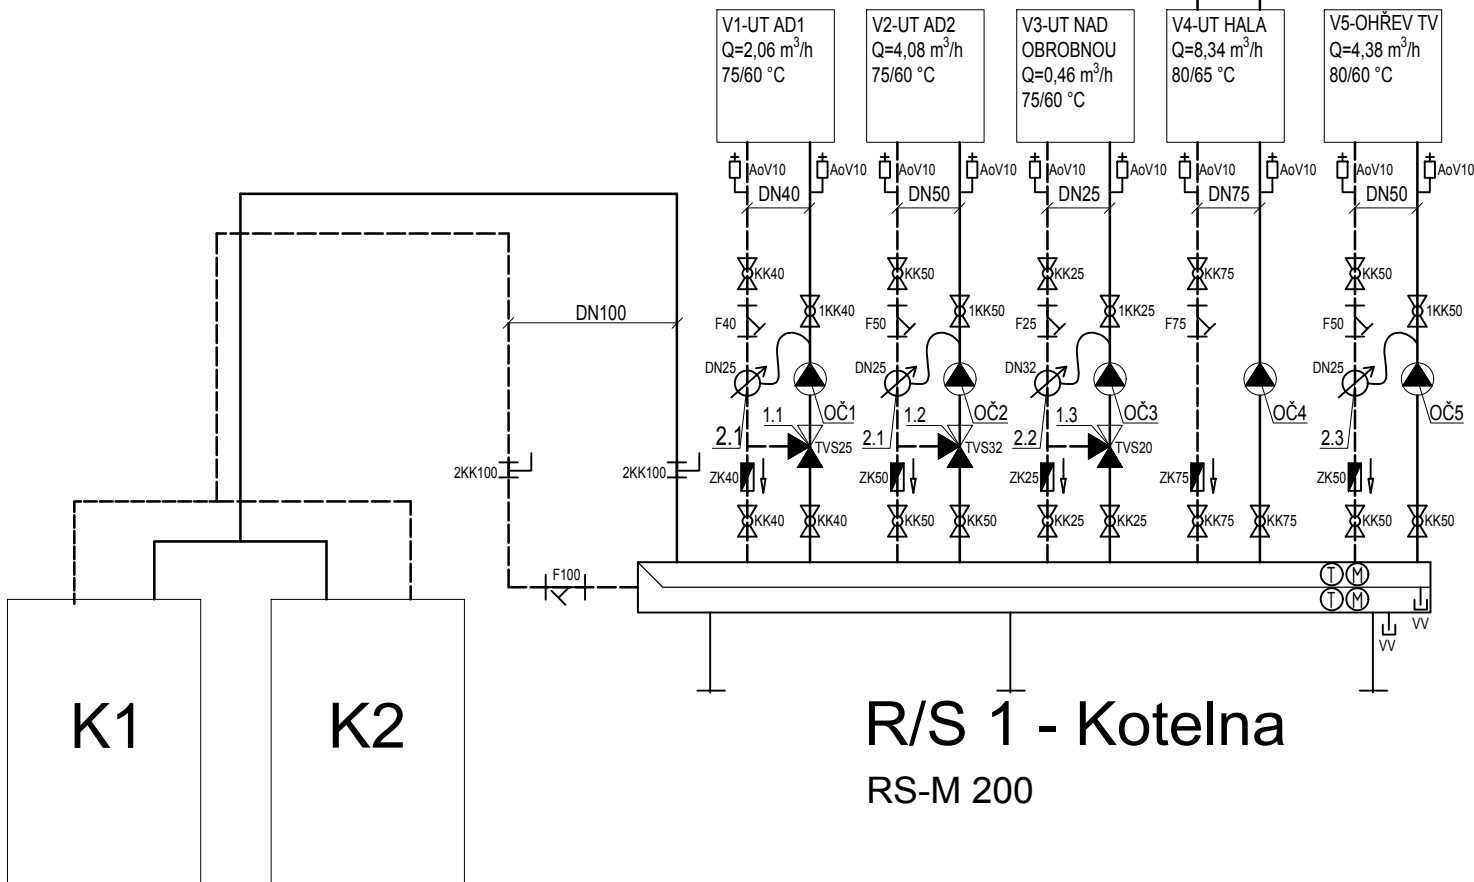 V1-UT AD1
Q=2,06 m³/h
75/60 °C
V2-UT AD2
Q=4,08 m³/h
75/60 °C
V3-UT NAD
OBROBNOU
Q=0,46 m³/h
75/60 °C
V4-UT HALA
Q=8,34 m³/h
80/65 °C
V5-OHŘEV TV
Q=4,38 m³/h
80/60 °C
AoV10 AoV10 AoV10 AoV10 AoV10 AoV10 AoV10 AoV10 AoV10 AoV10
DN40 DN50 DN25 DN75 DN50
KK40 KK50 KK25 KK75 KK50
DN100
1KK40 1KK50 1KK25 1KK50
F40 F50 F25 F75 F50
DN25 DN25 DN32 DN25
1.1 OČ1 1.2 OČ2 1.3 OČ3 OČ4 OČ5
2.1 2.1 2.2 2.3
TVS25 TVS32 TVS20
2KK100 2KK100
ZK40 ZK50 ZK25 ZK75 ZK50
KK40 KK40 KK50 KK50 KK25 KK25 KK75 KK75 KK50 KK50
F100
T M
T M
VV
VV
K1 K2
R/S 1 - Kotelna
RS-M 200